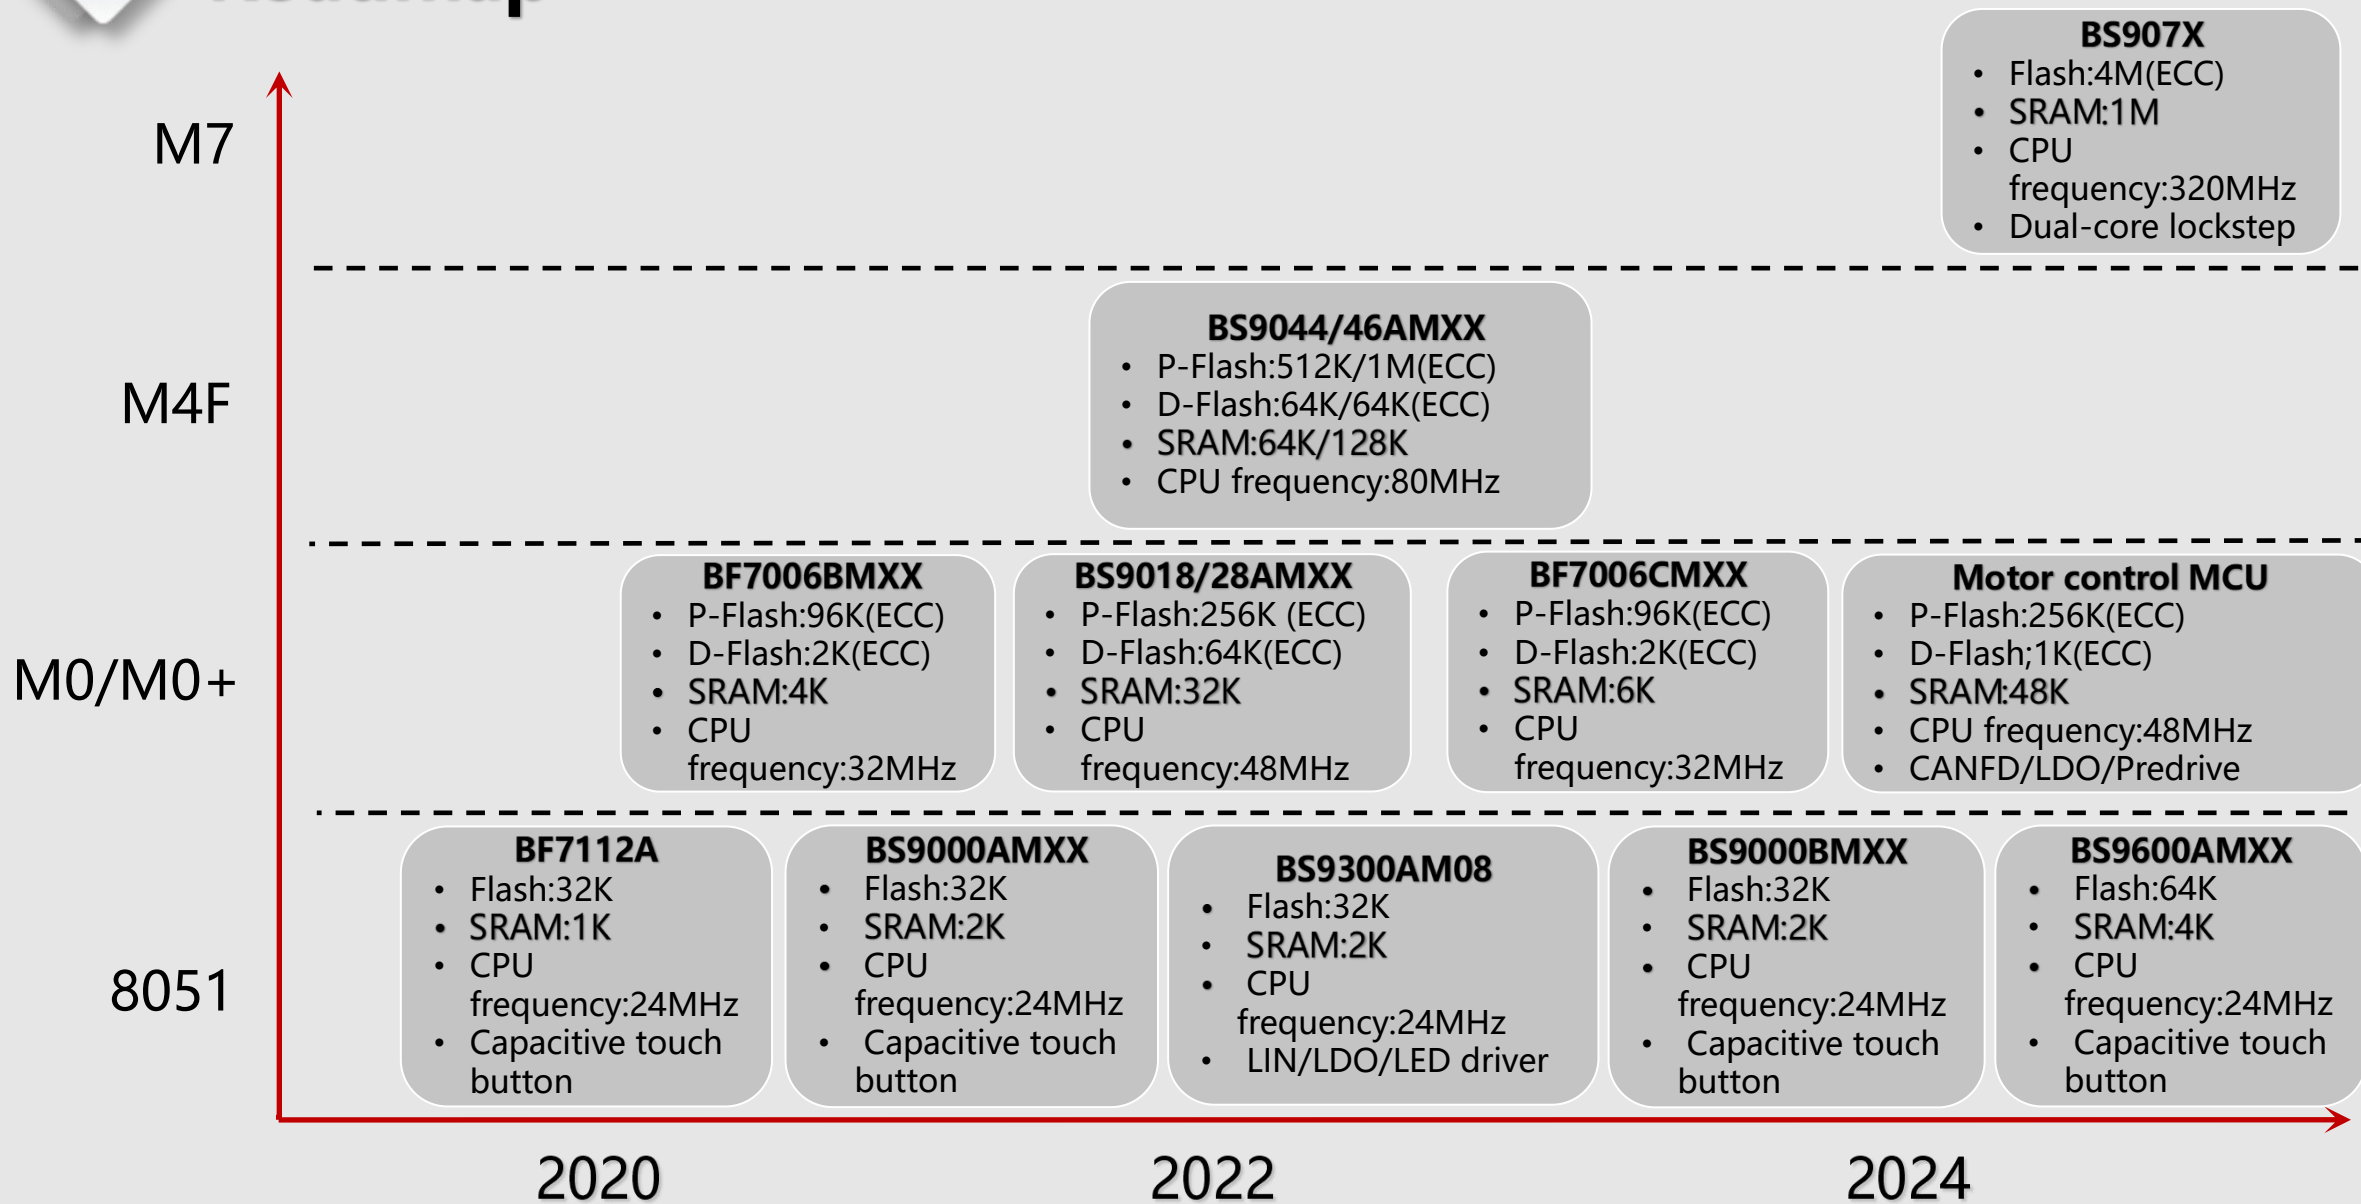 Roadmap
M7
BS907X
• Flash:4M(ECC)
• SRAM:1M
• CPU
frequency:320MHz
• Dual-core lockstep
M4F
BS9044/46AMXX
• P-Flash:512K/1M(ECC)
• D-Flash:64K/64K(ECC)
• SRAM:64K/128K
• CPU frequency:80MHz
M0/M0+
BF7006BMXX
• P-Flash:96K(ECC)
• D-Flash:2K(ECC)
• SRAM:4K
• CPU
frequency:32MHz
BS9018/28AMXX
• P-Flash:256K (ECC)
• D-Flash:64K(ECC)
• SRAM:32K
• CPU
frequency:48MHz
BF7006CMXX
• P-Flash:96K(ECC)
• D-Flash:2K(ECC)
• SRAM:6K
• CPU
frequency:32MHz
Motor control MCU
• P-Flash:256K(ECC)
• D-Flash;1K(ECC)
• SRAM:48K
• CPU frequency:48MHz
• CANFD/LDO/Predrive
8051
BF7112A
• Flash:32K
• SRAM:1K
• CPU
frequency:24MHz
• Capacitive touch
button
BS9000AMXX
• Flash:32K
• SRAM:2K
• CPU
frequency:24MHz
• Capacitive touch
button
BS9300AM08
• Flash:32K
• SRAM:2K
• CPU
frequency:24MHz
• LIN/LDO/LED driver
BS9000BMXX
• Flash:32K
• SRAM:2K
• CPU
frequency:24MHz
• Capacitive touch
button
BS9600AMXX
• Flash:64K
• SRAM:4K
• CPU
frequency:24MHz
• Capacitive touch
button
2020
2022
2024